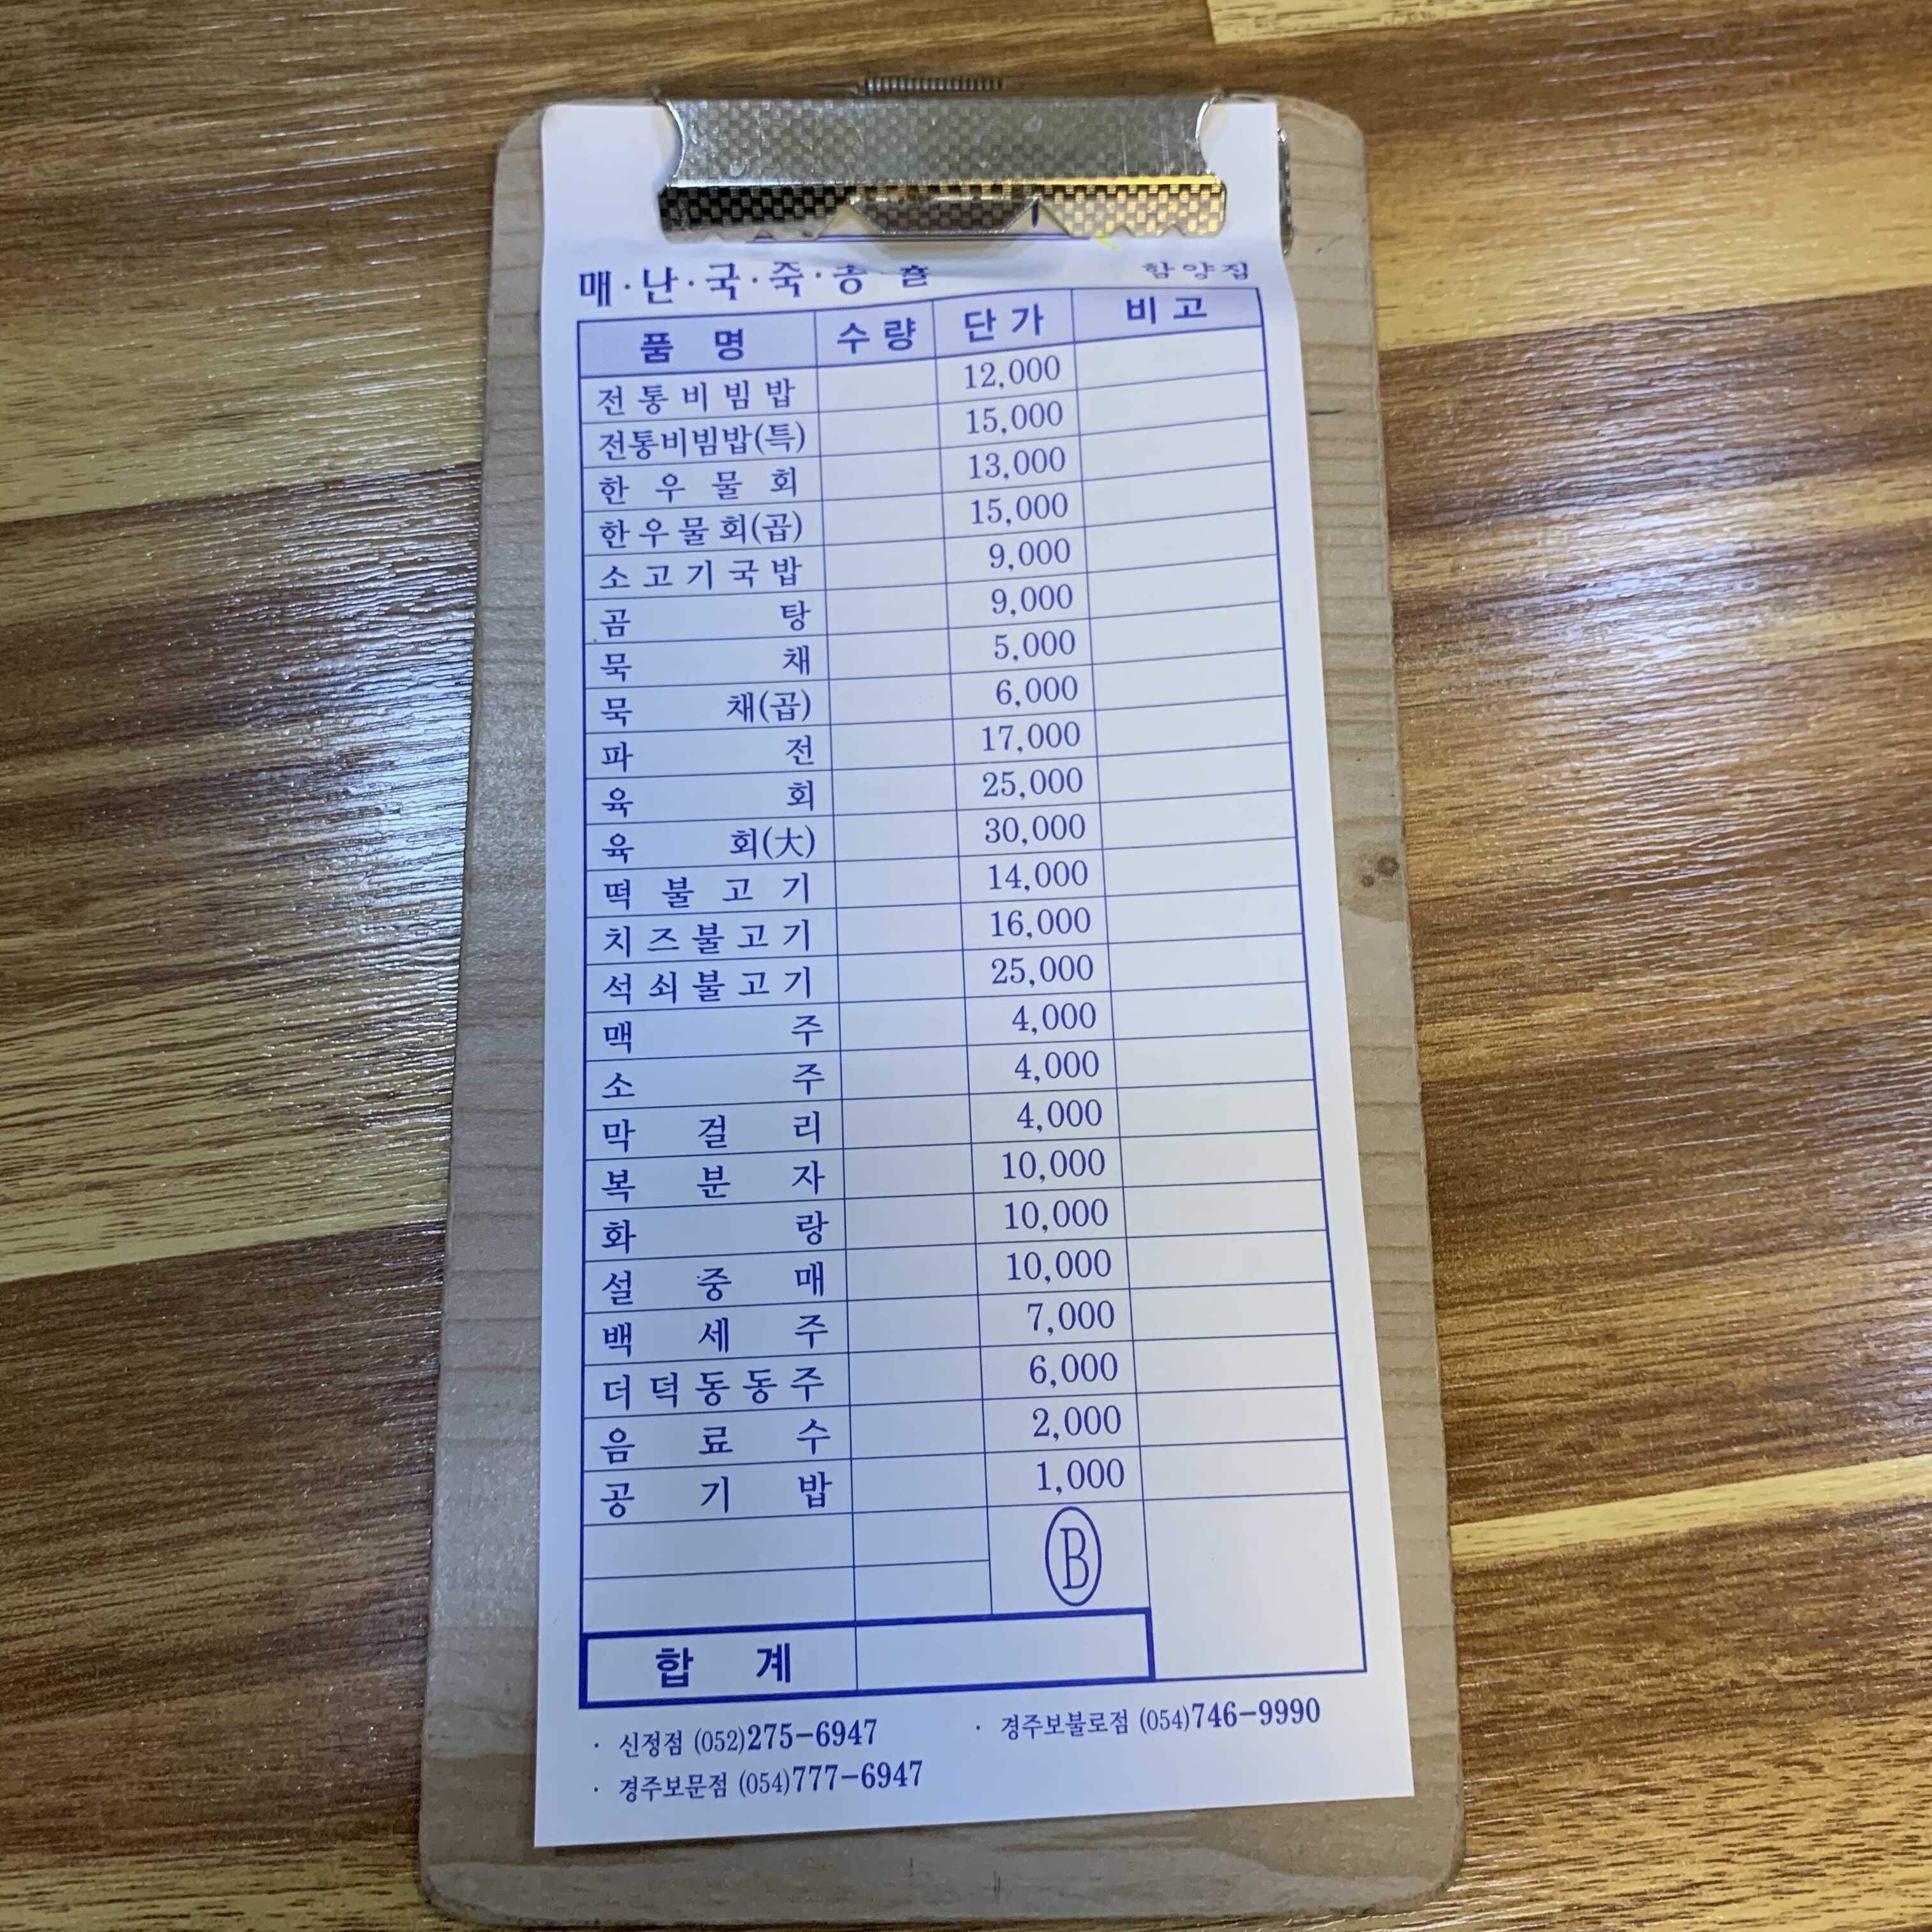 매·난·국·죽·송 홀 함양집
품 명 수량 단가 비고
전통비빔밥 12,000
전통비빔밥(특) 15,000
한우물회 13,000
한우물회(곱) 15,000
소고기국밥 9,000
곰탕 9,000
묵채 5,000
묵채(곱) 6,000
파전 17,000
육회 25,000
육회(大) 30,000
떡불고기 14,000
치즈불고기 16,000
석쇠불고기 25,000
맥주 4,000
소주 4,000
막걸리 4,000
복분자 10,000
화랑 10,000
설중매 10,000
백세주 7,000
더덕동동주 6,000
음료수 2,000
공기밥 1,000
B
합 계
· 신정점 (052)275-6947 · 경주보불로점 (054)746-9990
· 경주보문점 (054)777-6947